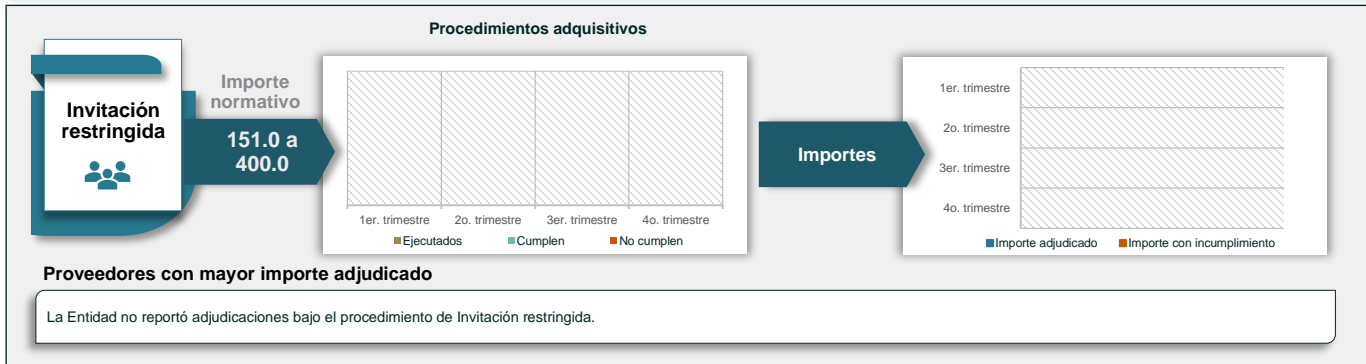 Procedimientos adquisitivos
Invitación
restringida
Importe
normativo
151.0 a
400.0
1er. trimestre 2o. trimestre 3er. trimestre 4o. trimestre
Ejecutados Cumplen No cumplen
Importes
1er. trimestre
2o. trimestre
3er. trimestre
4o. trimestre
Importe adjudicado Importe con incumplimiento
Proveedores con mayor importe adjudicado
La Entidad no reportó adjudicaciones bajo el procedimiento de Invitación restringida.